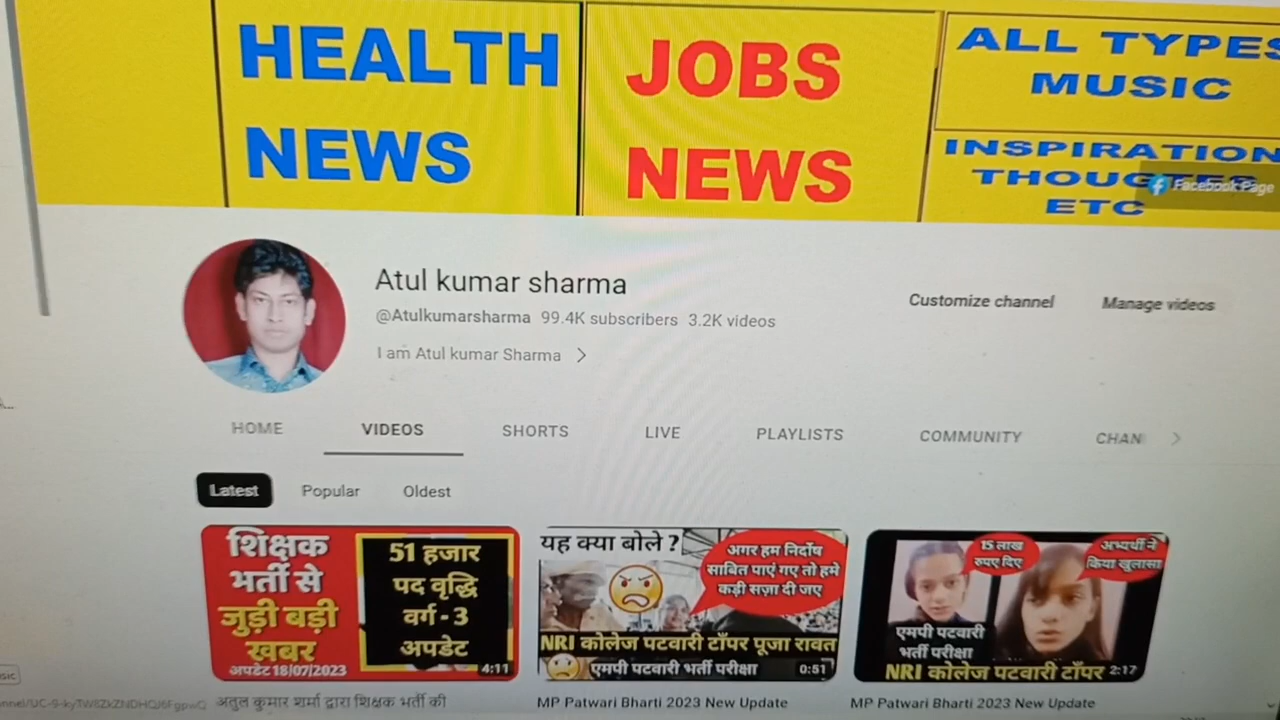 HEALTH
NEWS
JOBS
NEWS
ALL TYPES
MUSIC
INSPIRATION
ETC
Facebook Page
Atul kumar sharma
@Atulkumarsharma 99.4K subscribers 3.2K videos
I am Atul kumar Sharma
Customize channel
Manage videos
HOME
VIDEOS
SHORTS
LIVE
PLAYLISTS
COMMUNITY
CHAN
Latest
Popular
Oldest
शिक्षक
भर्ती से
जुड़ी बड़ी
खबर
अपडेट 18/07/2023
51 हजार
पद वृद्धि
वर्ग - 3
अपडेट
4:11
यह क्या बोले ?
अगर हम निर्दोष
साबित पाएं गए तो हमे
कड़ी सज़ा दी जए
NRI कोलेज पटवारी टॉपर पूजा रावत
एमपी पटवारी भर्ती परीक्षा
0:51
15 लाख
रुपए दिए
अभ्यर्थी ने
किया खुलासा
एमपी पटवारी
भर्ती परीक्षा
NRI कोलेज पटवारी टॉपर
2:17
अतुल कुमार शर्मा द्वारा शिक्षक भर्ती की
MP Patwari Bharti 2023 New Update
MP Patwari Bharti 2023 New Update